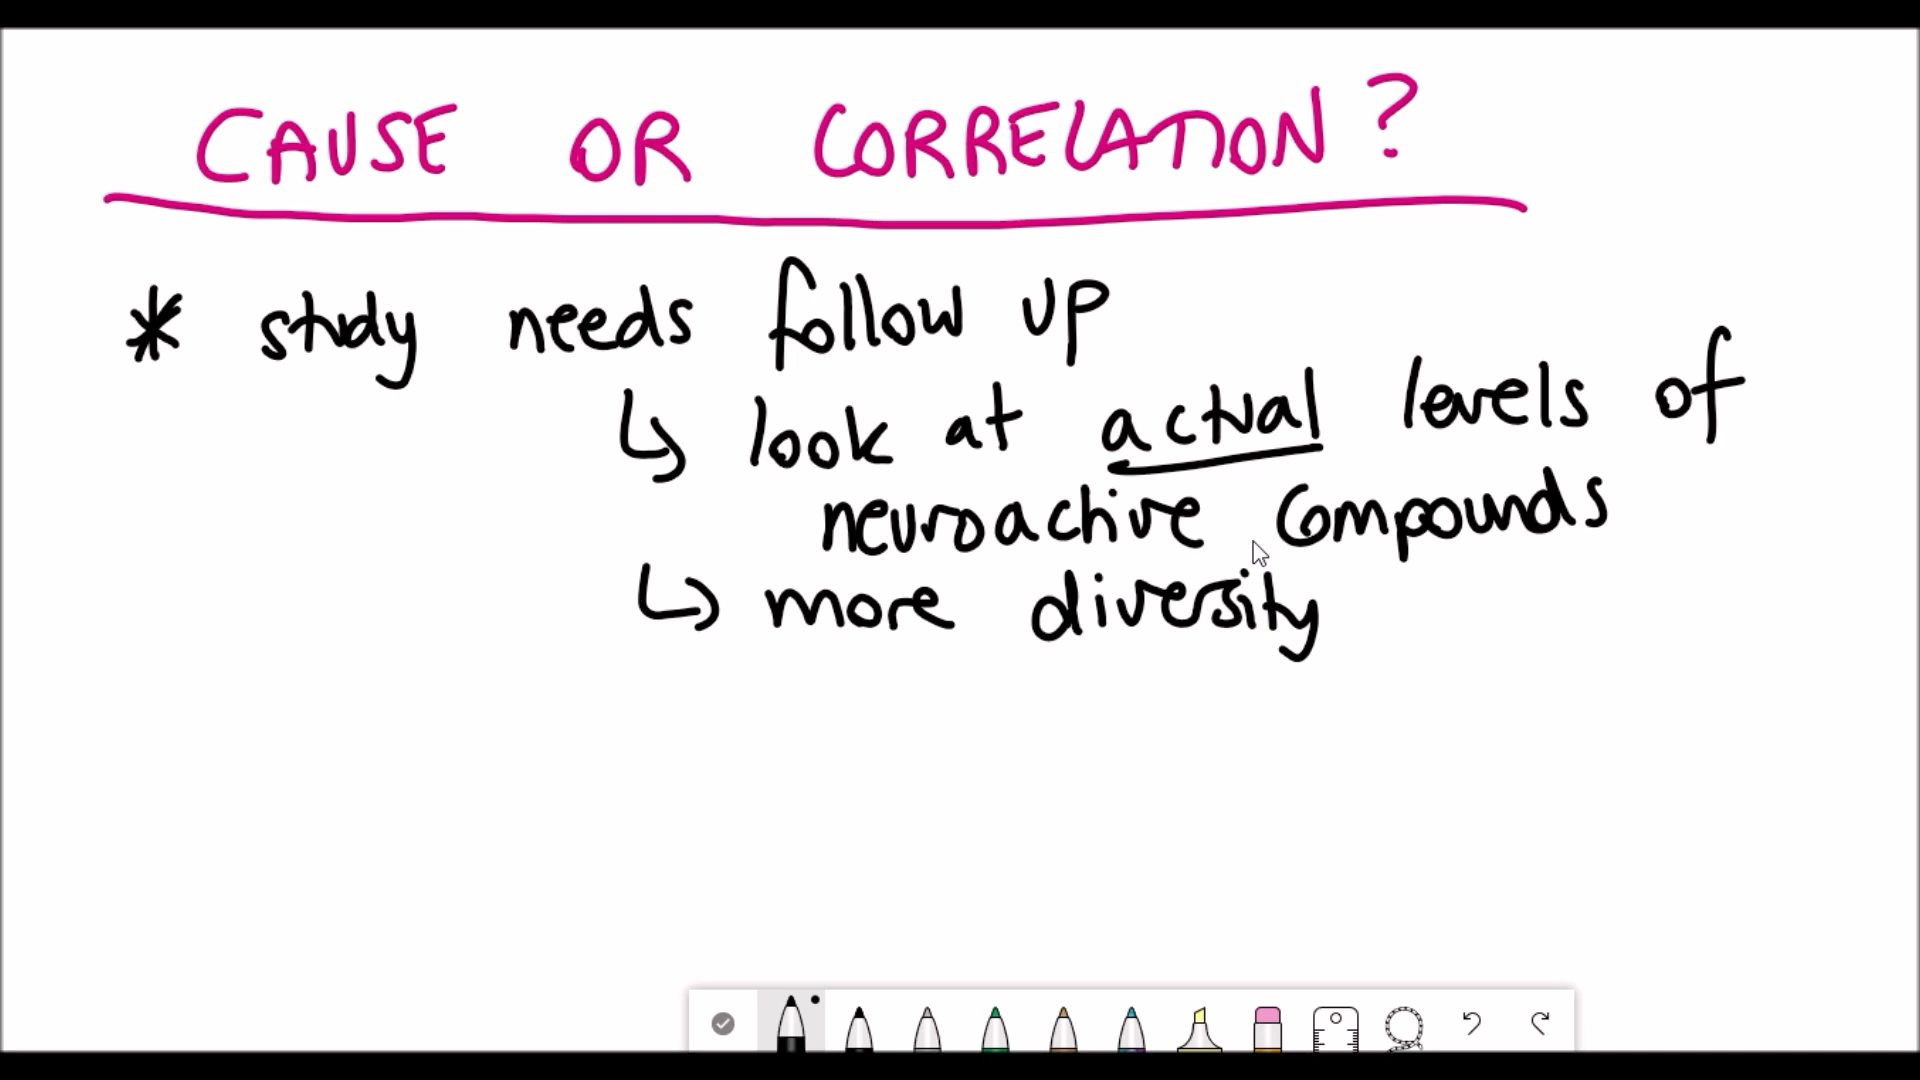 CAUSE OR CORRELATION?
* study needs follow up
↳ look at actual levels of
neuroactive compounds
↳ more diversity